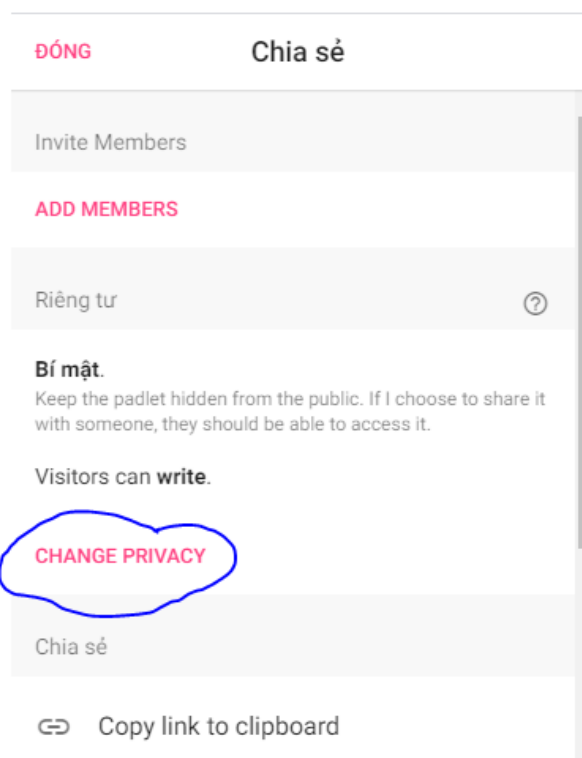 ĐÓNG Chia sẻ
Invite Members
ADD MEMBERS
Riêng tư
Bí mật.
Keep the padlet hidden from the public. If I choose to share it
with someone, they should be able to access it.
Visitors can write.
CHANGE PRIVACY
Chia sẻ
Copy link to clipboard